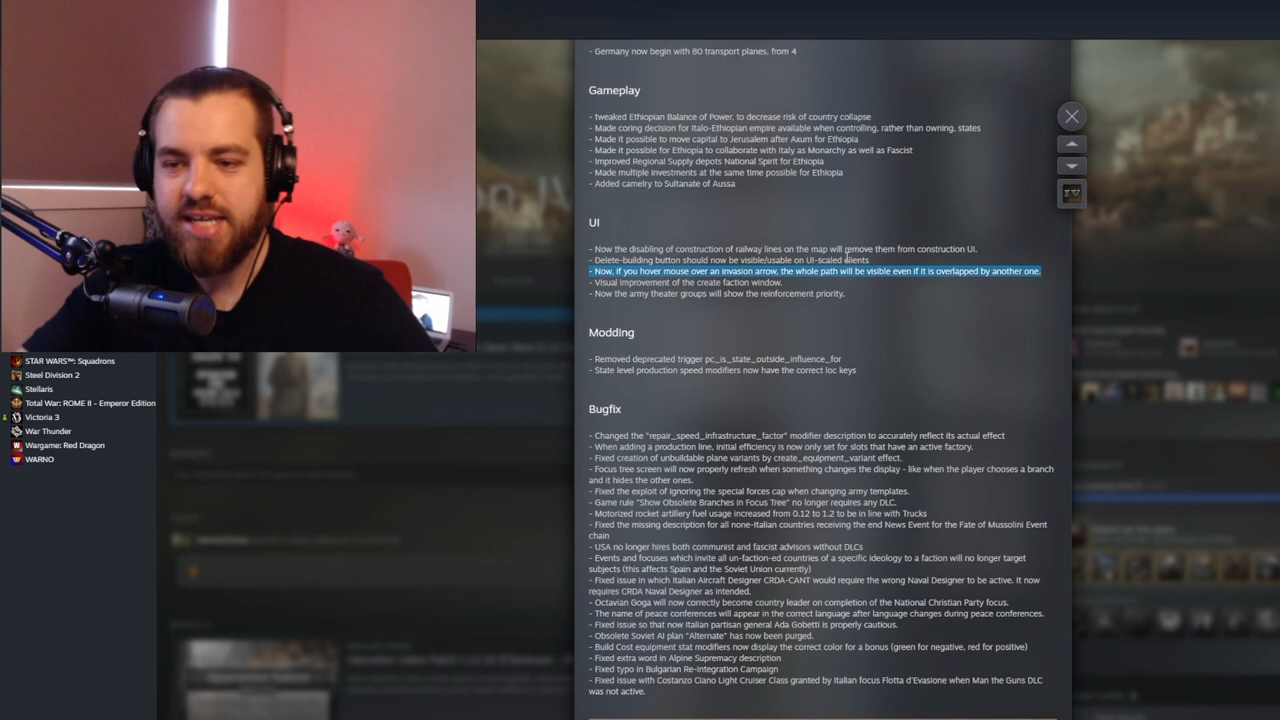 - Germany now begin with 80 transport planes, from 4
Gameplay
- tweaked Ethiopian Balance of Power, to decrease risk of country collapse
- Made coring decision for Italo-Ethiopian empire available when controlling, rather than owning, states
- Made it possible to move capital to Jerusalem after Axum for Ethiopia
- Made it possible for Ethiopia to collaborate with Italy as Monarchy as well as Fascist
- Improved Regional Supply depots National Spirit for Ethiopia
- Made multiple investments at the same time possible for Ethiopia
- Added camelry to Sultanate of Aussa
UI
- Now the disabling of construction of railway lines on the map will remove them from construction UI.
- Delete-building button should now be visible/usable on UI-scaled clients
- Now, if you hover mouse over an invasion arrow, the whole path will be visible even if it is overlapped by another one.
- Visual improvement of the create faction window.
- Now the army theater groups will show the reinforcement priority.
Modding
- Removed deprecated trigger pc_is_state_outside_influence_for
- State level production speed modifiers now have the correct loc keys
Bugfix
- Changed the "repair_speed_infrastructure_factor" modifier description to accurately reflect its actual effect
- When adding a production line, initial efficiency is now only set for slots that have an active factory.
- Fixed creation of unbuildable plane variants by create_equipment_variant effect.
- Focus tree screen will now properly refresh when something changes the display - like when the player chooses a branch
and it hides the other ones.
- Fixed the exploit of ignoring the special forces cap when changing army templates.
- Game rule "Show Obsolete Branches in Focus Tree" no longer requires any DLC.
- Motorized rocket artillery fuel usage increased from 0.12 to 1.2 to be in line with Trucks
- Fixed the missing description for all none-Italian countries receiving the end News Event for the Fate of Mussolini Event
chain
- USA no longer hires both communist and fascist advisors without DLCs
- Events and focuses which invite all un-faction-ed countries of a specific ideology to a faction will no longer target
subjects (this affects Spain and the Soviet Union currently)
- Fixed issue in which Italian Aircraft Designer CRDA-CANT would require the wrong Naval Designer to be active. It now
requires CRDA Naval Designer as intended.
- Octavian Goga will now correctly become country leader on completion of the National Christian Party focus.
- The name of peace conferences will appear in the correct language after language changes during peace conferences.
- Fixed issue so that now Italian partisan general Ada Gobetti is properly cautious.
- Obsolete Soviet AI plan "Alternate" has now been purged.
- Build Cost equipment stat modifiers now display the correct color for a bonus (green for negative, red for positive)
- Fixed extra word in Alpine Supremacy description
- Fixed typo in Bulgarian Re-integration Campaign
- Fixed issue with Costanzo Ciano Light Cruiser Class granted by Italian focus Flotta d'Evasione when Man the Guns DLC
was not active.
STAR WARS™: Squadrons
Steel Division 2
Stellaris
Total War: ROME II - Emperor Edition
Victoria 3
War Thunder
Wargame: Red Dragon
WARNO